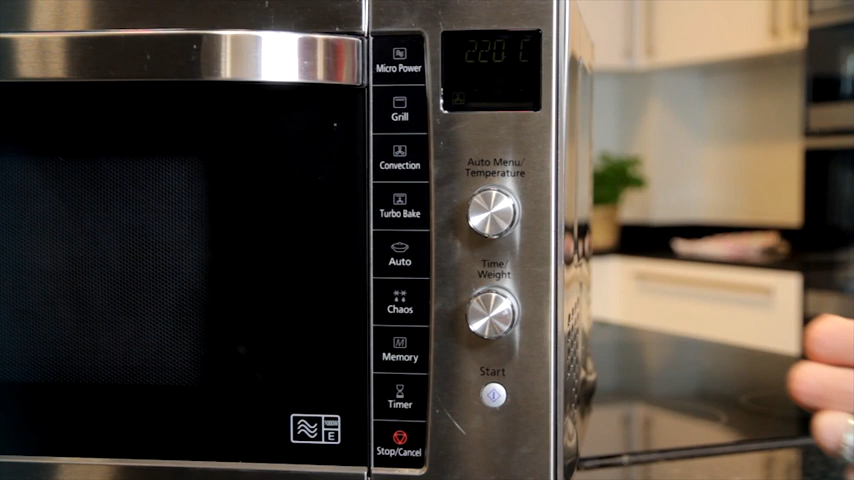 220 C
Micro Power
Grill
Convection
Turbo Bake
Auto
Chaos
Memory
Timer
Stop/Cancel
Auto Menu/
Temperature
Time/
Weight
Start
1000W
E